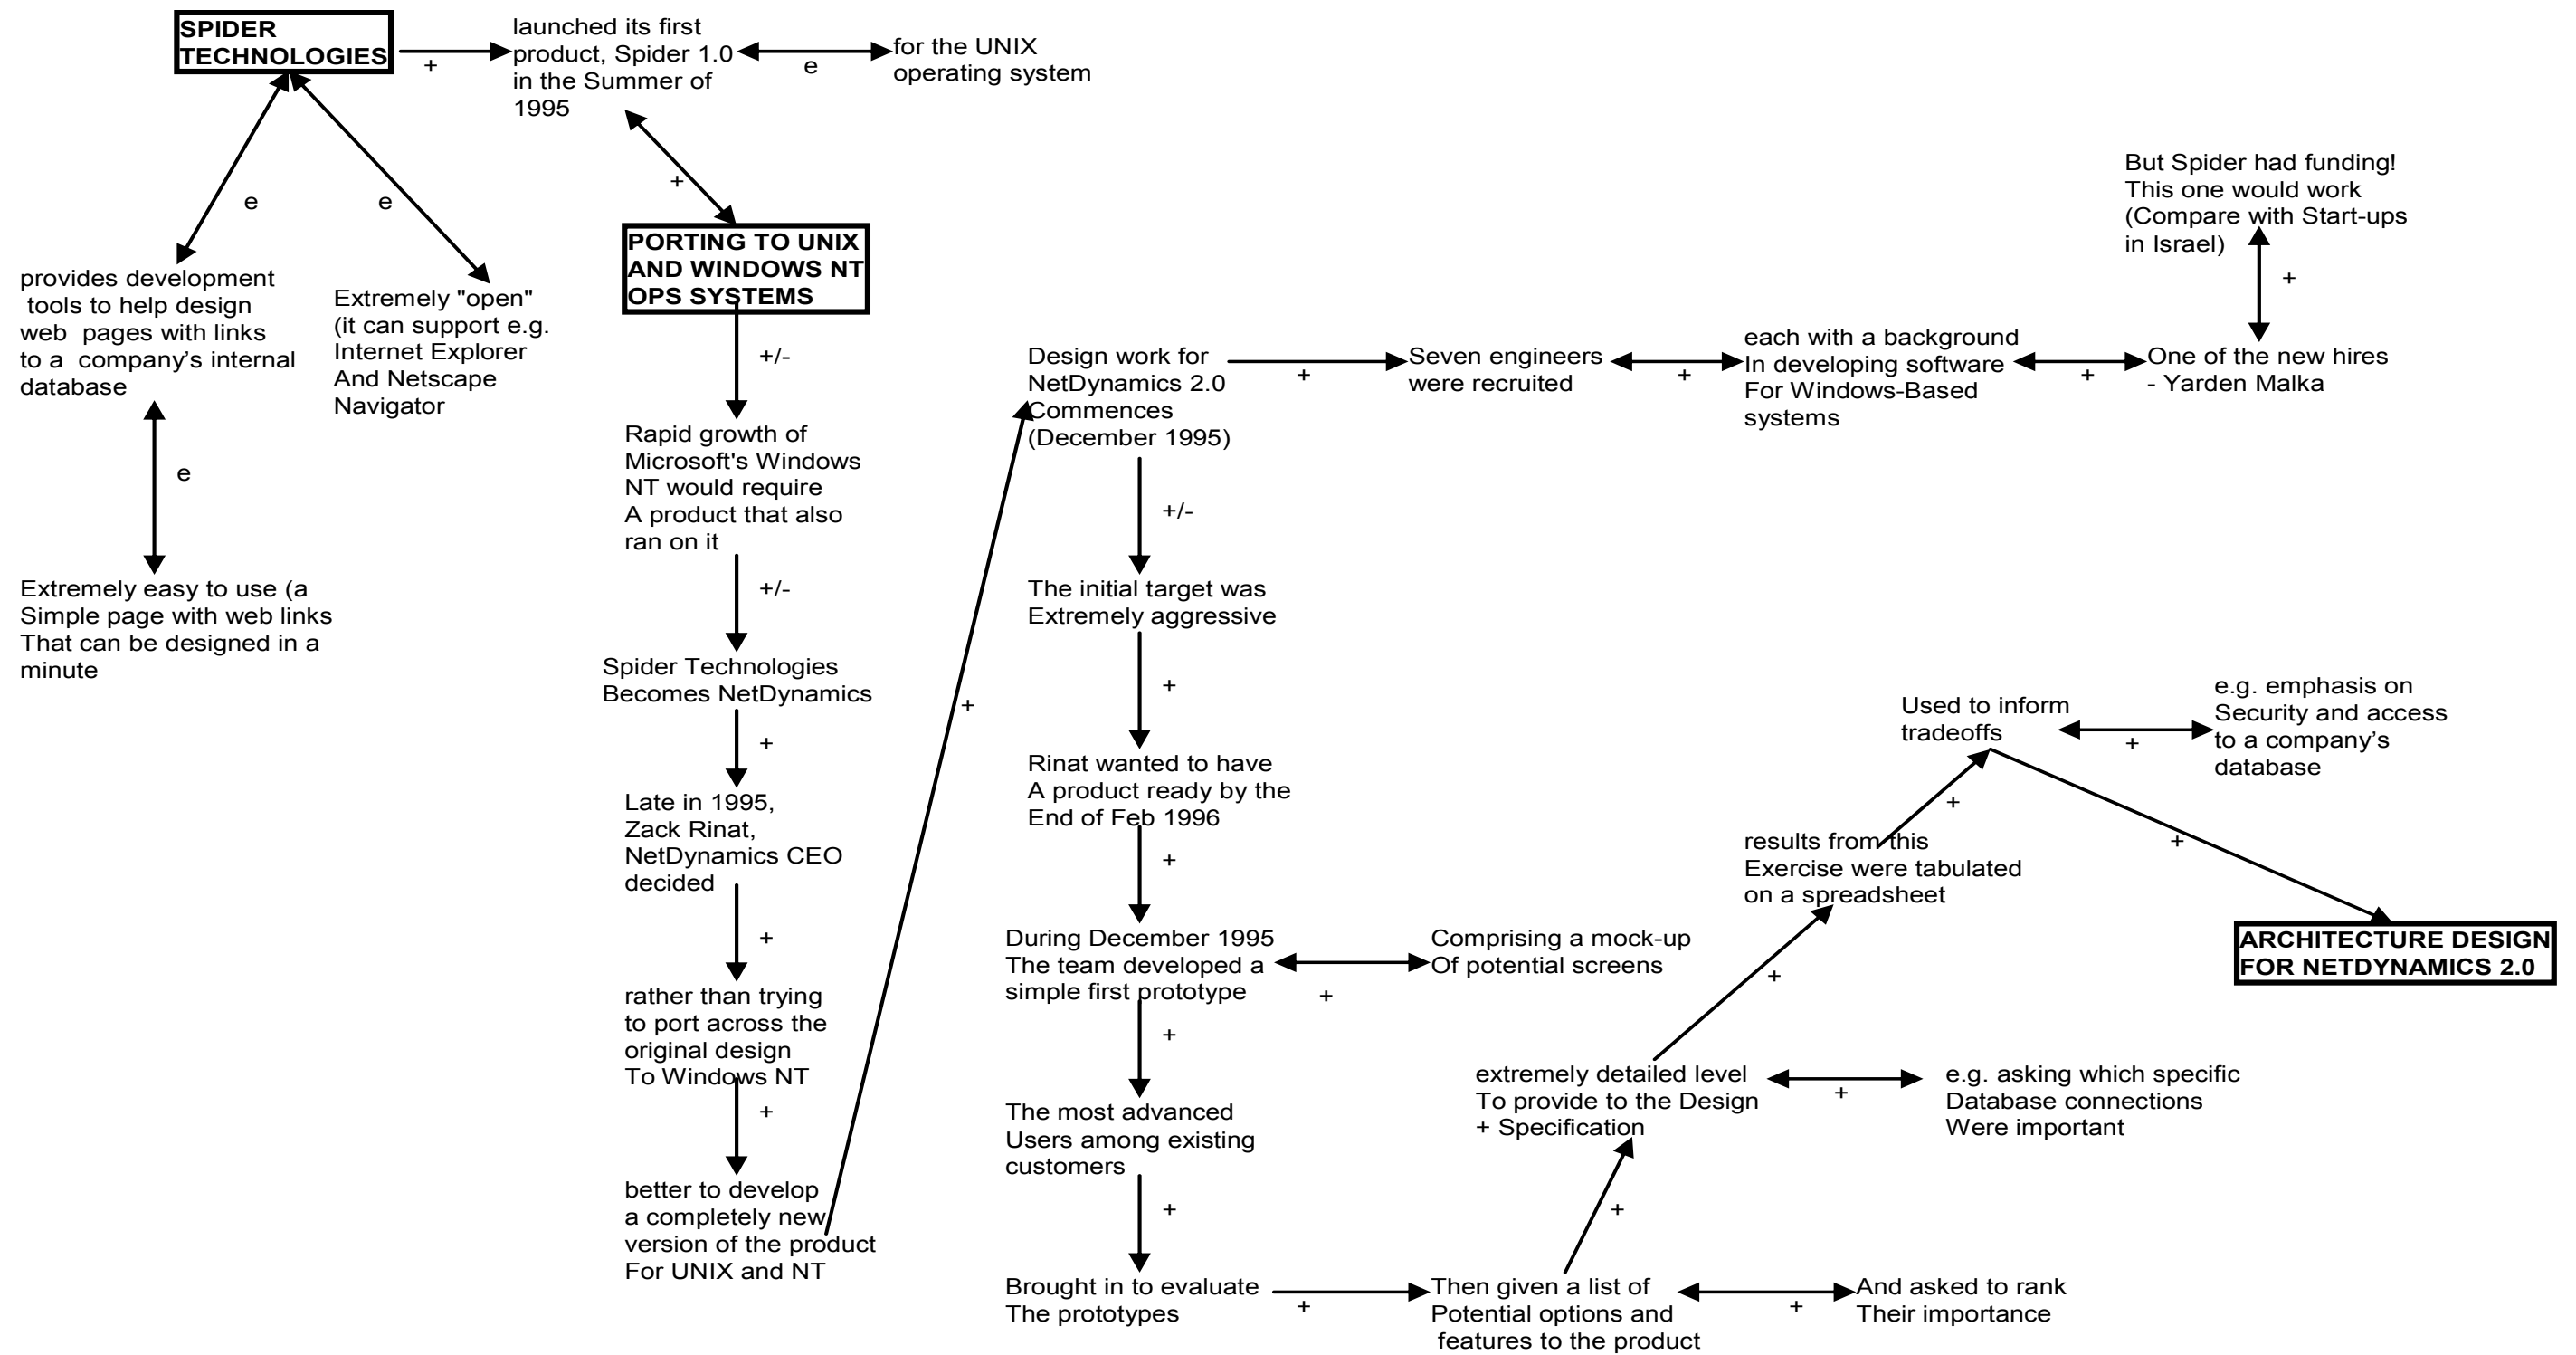 SPIDER
TECHNOLOGIES
+
launched its first
product, Spider 1.0
in the Summer of
1995
e
for the UNIX
operating system
e
e
provides development
tools to help design
web pages with links
to a company's internal
database
Extremely "open"
(it can support e.g.
Internet Explorer
And Netscape
Navigator
e
Extremely easy to use (a
Simple page with web links
That can be designed in a
minute
+
PORTING TO UNIX
AND WINDOWS NT
OPS SYSTEMS
+/-
Rapid growth of
Microsoft's Windows
NT would require
A product that also
ran on it
+/-
Spider Technologies
Becomes NetDynamics
+
Late in 1995,
Zack Rinat,
NetDynamics CEO
decided
+
rather than trying
to port across the
original design
To Windows NT
+
better to develop
a completely new
version of the product
For UNIX and NT
+
Design work for
NetDynamics 2.0
Commences
(December 1995)
+
Seven engineers
were recruited
+
each with a background
In developing software
For Windows-Based
systems
+
One of the new hires
- Yarden Malka
+
But Spider had funding!
This one would work
(Compare with Start-ups
in Israel)
+/-
The initial target was
Extremely aggressive
+
Rinat wanted to have
A product ready by the
End of Feb 1996
+
During December 1995
The team developed a
simple first prototype
+
Comprising a mock-up
Of potential screens
+
The most advanced
Users among existing
customers
+
Brought in to evaluate
The prototypes
+
Then given a list of
Potential options and
features to the product
+
And asked to rank
Their importance
+
extremely detailed level
To provide to the Design
+ Specification
+
e.g. asking which specific
Database connections
Were important
+
results from this
Exercise were tabulated
on a spreadsheet
+
Used to inform
tradeoffs
+
e.g. emphasis on
Security and access
to a company's
database
+
ARCHITECTURE DESIGN
FOR NETDYNAMICS 2.0